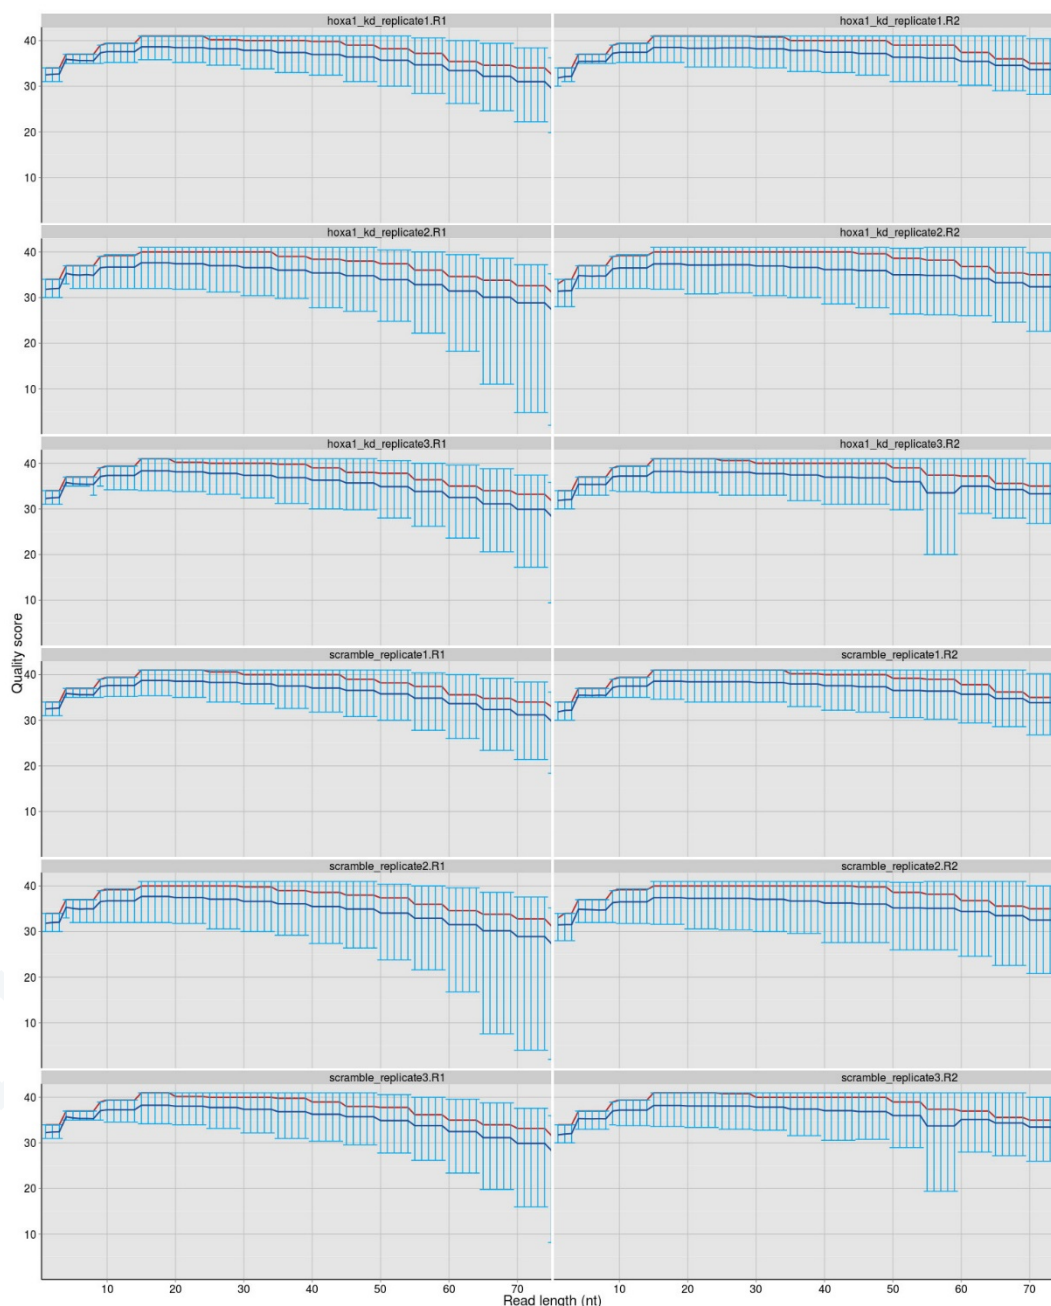 hoxa1_kd_replicate1.R1
hoxa1_kd_replicate1.R2
40
30
20
10
hoxa1_kd_replicate2.R1
hoxa1_kd_replicate2.R2
40
30
20
10
hoxa1_kd_replicate3.R1
hoxa1_kd_replicate3.R2
40
30
20
10
Quality score
scramble_replicate1.R1
scramble_replicate1.R2
40
30
20
10
scramble_replicate2.R1
scramble_replicate2.R2
40
30
20
10
scramble_replicate3.R1
scramble_replicate3.R2
40
30
20
10
10 20 30 40 50 60 70 10 20 30 40 50 60 70
Read length (nt)